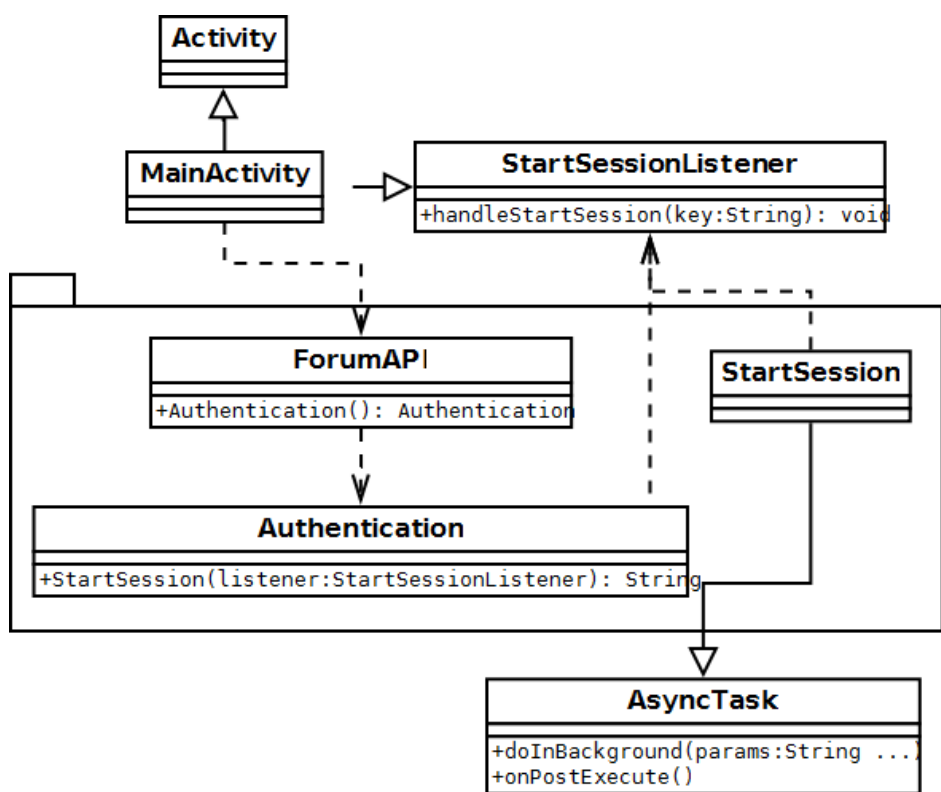 Activity
MainActivity
StartSessionListener
+handleStartSession(key:String): void
ForumAPI
+Authentication(): Authentication
StartSession
Authentication
+StartSession(listener:StartSessionListener): String
AsyncTask
+doInBackground(params:String ...)
+onPostExecute()